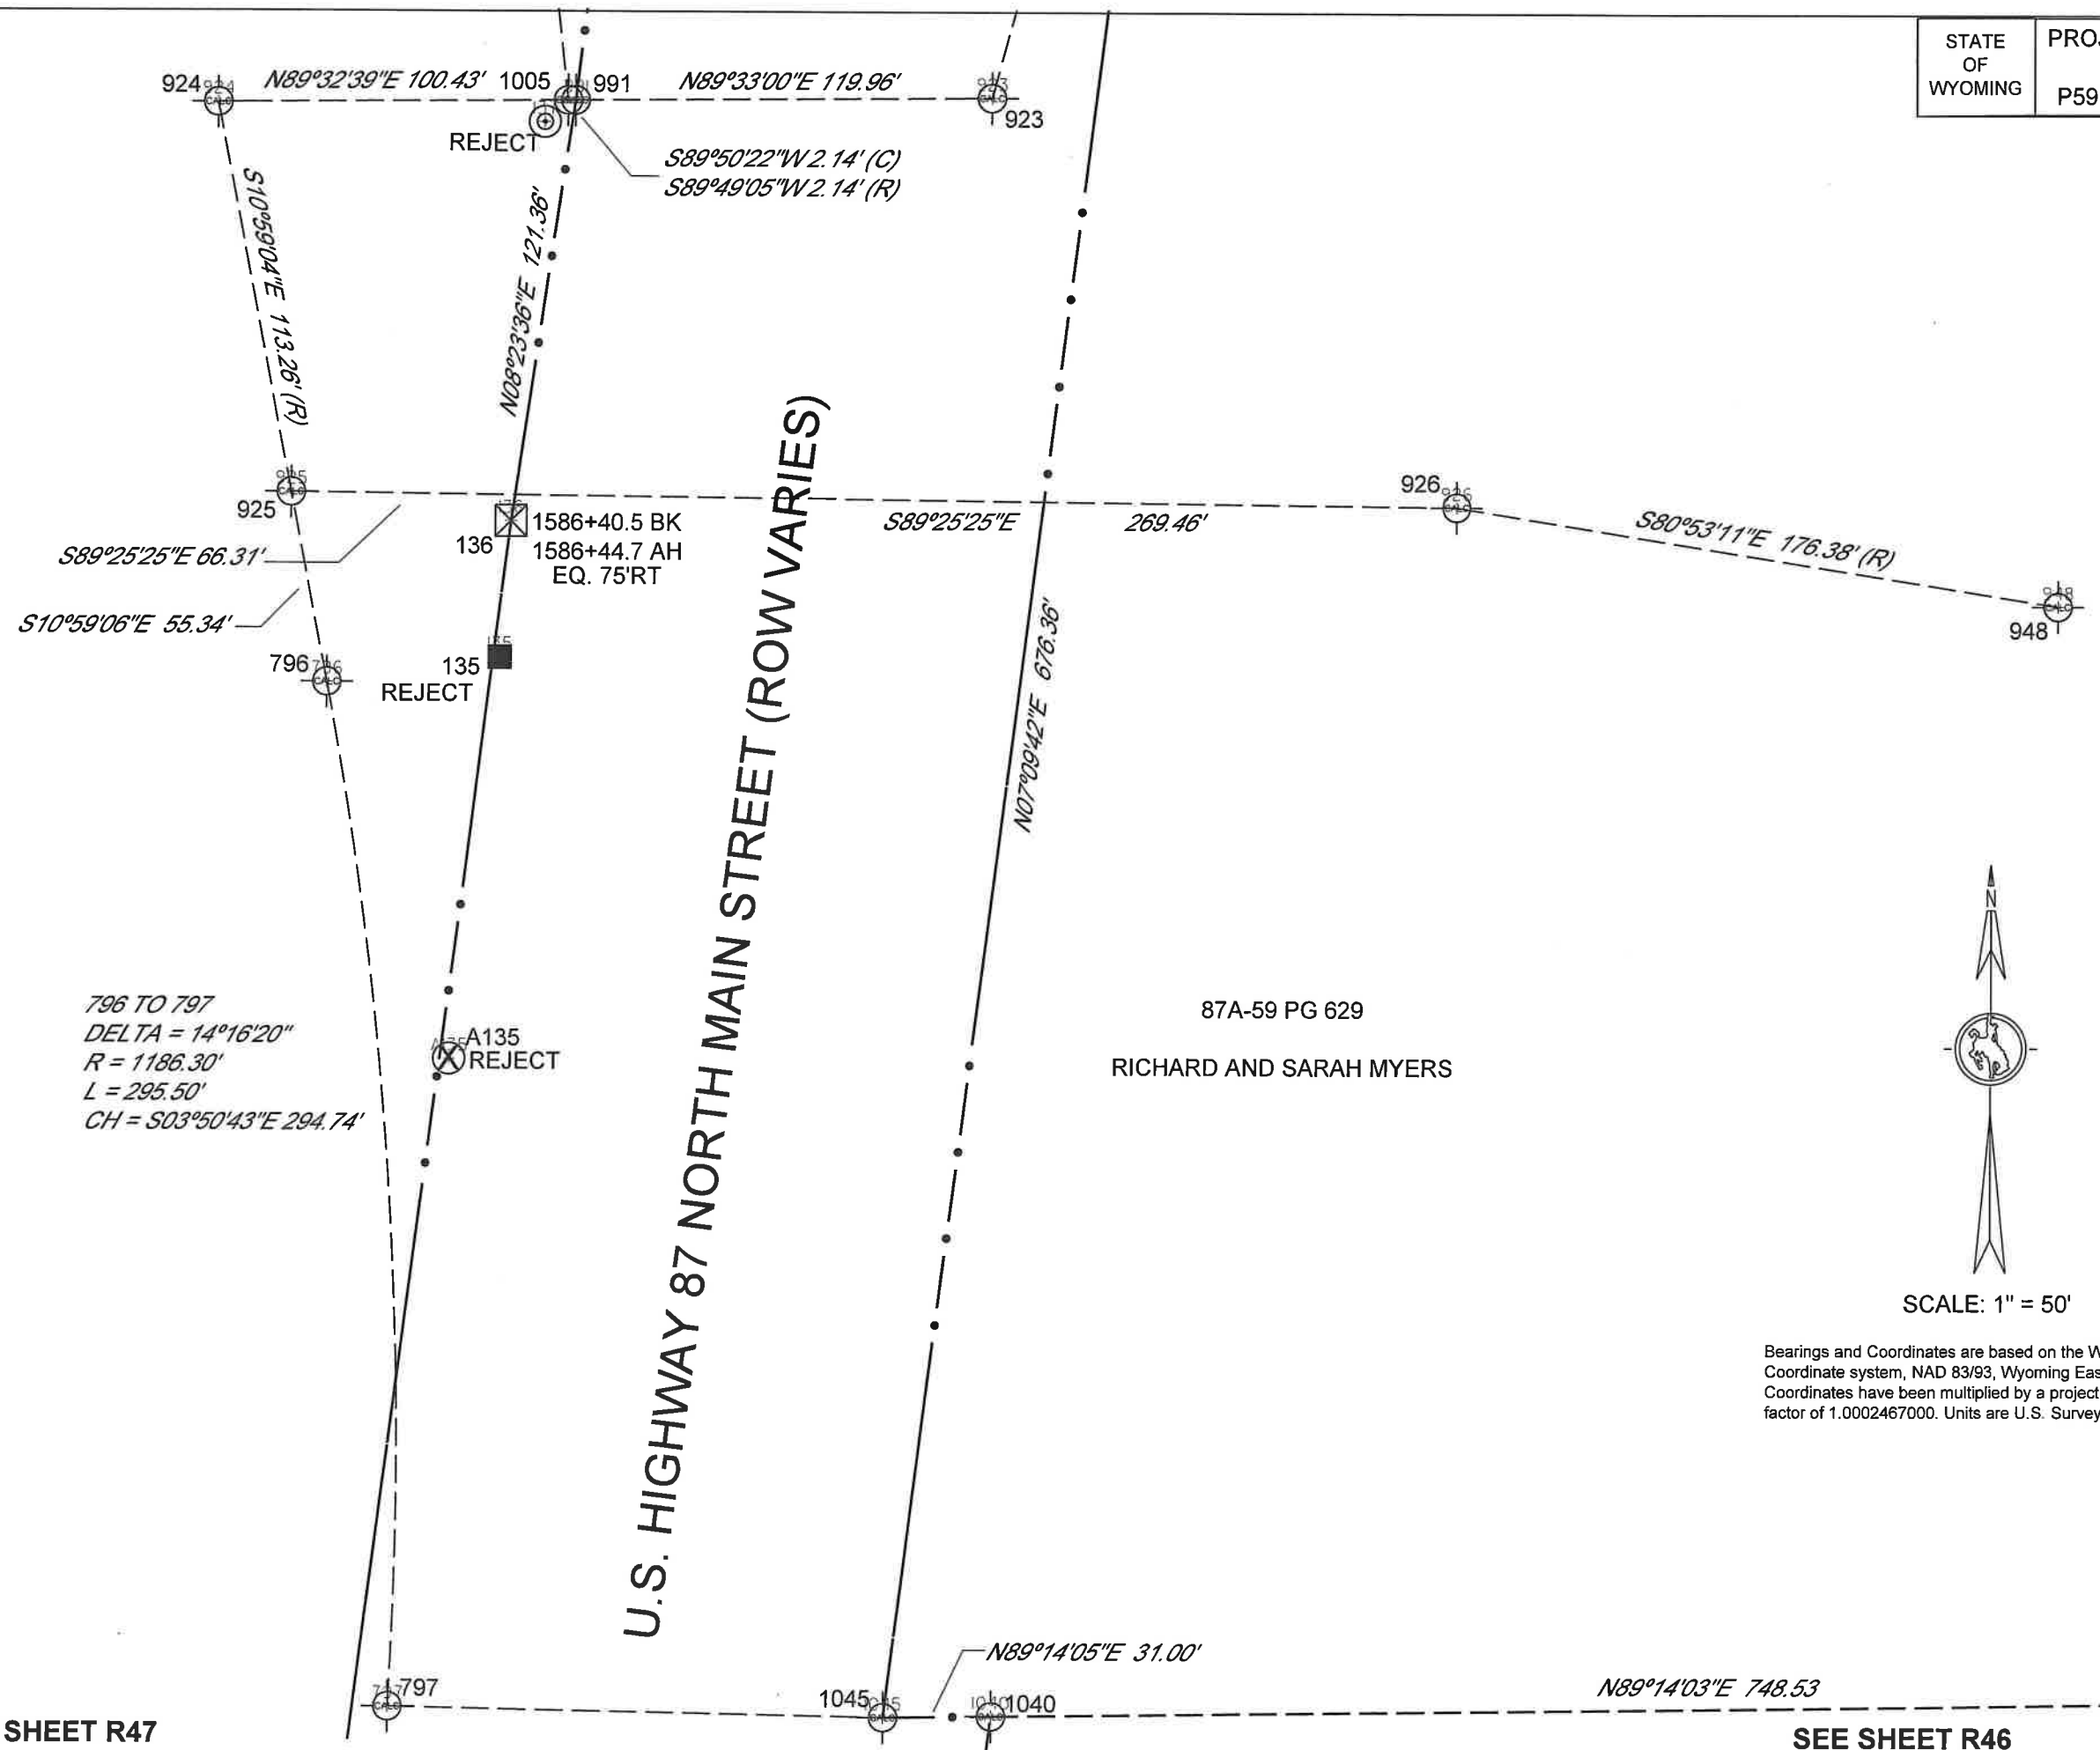 STATE
OF
WYOMING
P59
924
N89°32'39"E 100.43'
1005
991
N89°33'00"E 119.96'
923
REJECT
S89°50'22"W 2.14' (C)
S89°49'05"W 2.14' (R)
S10°59'04"E 113.26' (R)
N08°23'36"E 121.36'
925
136
1586+40.5 BK
1586+44.7 AH
EQ. 75'RT
S89°25'25"E 269.46'
926
S80°53'11"E 176.38' (R)
948
S89°25'25"E 66.31'
S10°59'06"E 55.34'
796
135
REJECT
U.S. HIGHWAY 87 NORTH MAIN STREET (ROW VARIES)
N07°09'42"E 676.36'
796 TO 797
DELTA = 14°16'20"
R = 1186.30'
L = 295.50'
CH = S03°50'43"E 294.74'
A135
REJECT
87A-59 PG 629
RICHARD AND SARAH MYERS
N
SCALE: 1" = 50'
Bearings and Coordinates are based on the
Coordinate system, NAD 83/93, Wyoming
Coordinates have been multiplied by a project
factor of 1.0002467000. Units are U.S. Survey
797
1045
N89°14'05"E 31.00'
1040
N89°14'03"E 748.53
SHEET R47
SEE SHEET R46